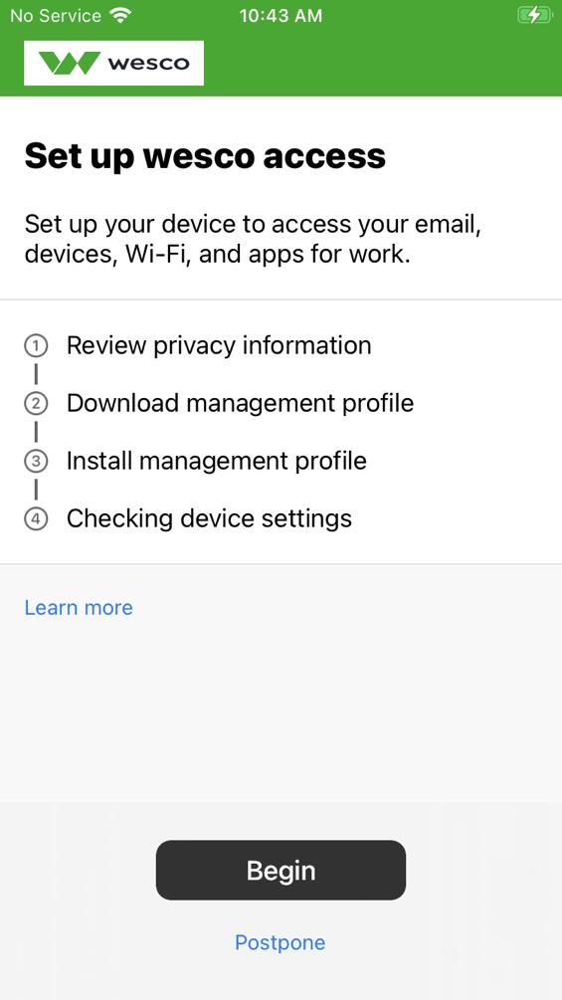 No Service 10:43 AM
wesco
Set up wesco access
Set up your device to access your email,
devices, Wi-Fi, and apps for work.
1 Review privacy information
2 Download management profile
3 Install management profile
4 Checking device settings
Learn more
Begin
Postpone